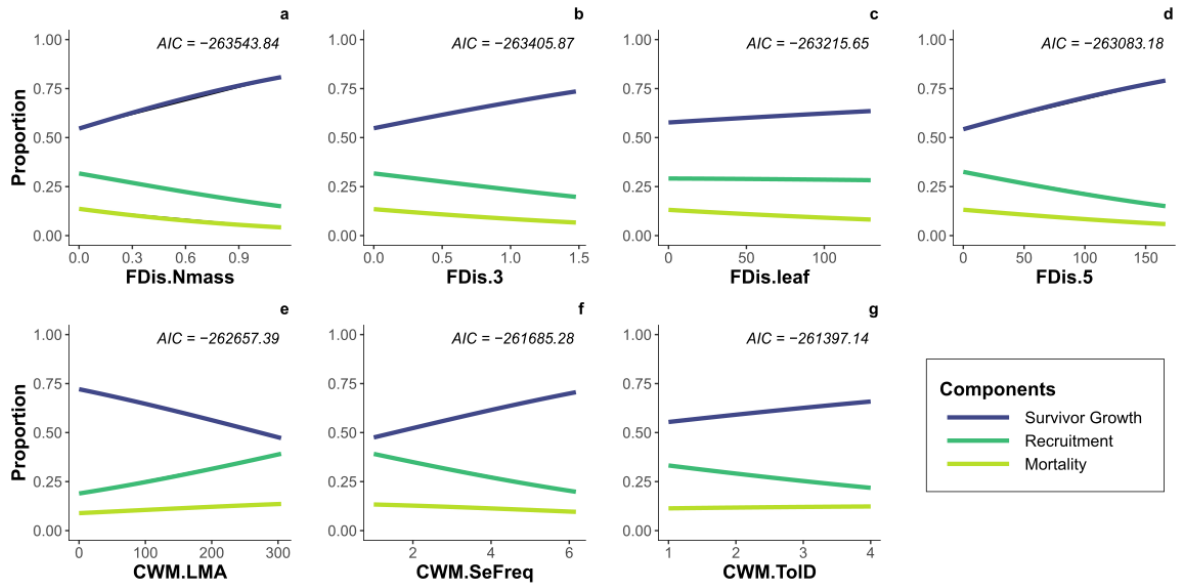 a
AIC = −263543.84
1.00
0.75
0.50
0.25
0.00
Proportion
0.0 0.3 0.6 0.9
FDis.Nmass
b
AIC = −263405.87
1.00
0.75
0.50
0.25
0.00
0.0 0.5 1.0 1.5
FDis.3
c
AIC = −263215.65
1.00
0.75
0.50
0.25
0.00
0 50 100
FDis.leaf
d
AIC = −263083.18
1.00
0.75
0.50
0.25
0.00
0 50 100 150
FDis.5
e
AIC = −262657.39
1.00
0.75
0.50
0.25
0.00
Proportion
0 100 200 300
CWM.LMA
f
AIC = −261685.28
1.00
0.75
0.50
0.25
0.00
2 4 6
CWM.SeFreq
g
AIC = −261397.14
1.00
0.75
0.50
0.25
0.00
1 2 3 4
CWM.TolD
Components
Survivor Growth
Recruitment
Mortality